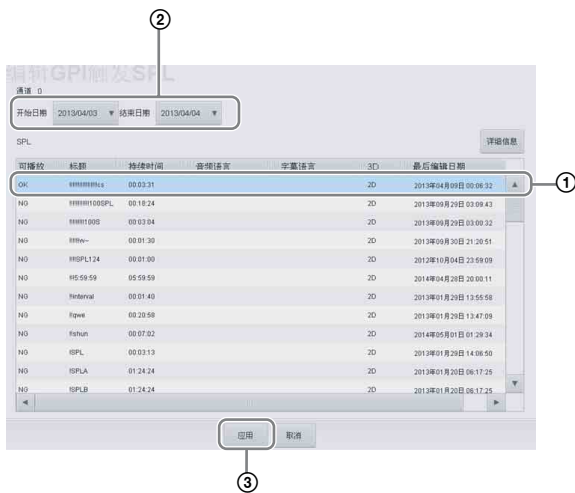 ②
编辑GPI触发SPL
通道 0
开始日期 2013/04/03 ▼ 结束日期 2013/04/04 ▼
SPL 详细信息
可播放 标题 持续时间 音频语言 字幕语言 3D 最后编辑日期
OK 00:03:31 2D 2013年04月09日 00:06:32 ①
NG 00:18:24 2D 2013年09月29日 03:09:43
NG 00:03:04 2D 2013年09月29日 03:00:32
NG 00:01:30 2D 2013年09月30日 21:20:51
NG !!!!SPL124 00:01:00 2D 2012年10月04日 23:59:09
NG !!!5:59:59 05:59:59 2D 2014年04月28日 20:00:11
NG !!interval 00:01:40 2D 2013年01月29日 13:55:58
NG !!qwe 00:20:58 2D 2013年01月29日 13:47:09
NG !!shun 00:07:02 2D 2014年05月01日 01:29:34
NG !SPL 00:03:13 2D 2013年01月29日 14:06:50
NG !SPLA 01:24:24 2D 2013年01月20日 06:17:25
NG !SPLB 01:24:24 2D 2013年01月20日 06:17:25
应用 取消
③